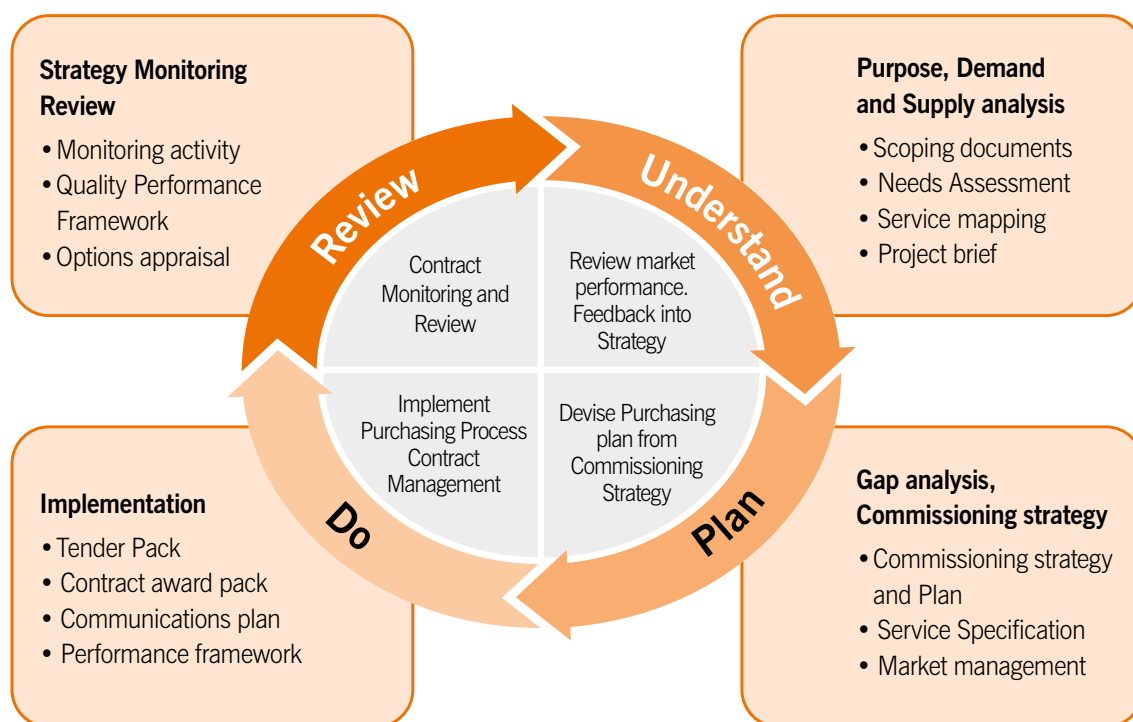 Strategy Monitoring
Review
• Monitoring activity
• Quality Performance
Framework
• Options appraisal
Purpose, Demand
and Supply analysis
• Scoping documents
• Needs Assessment
• Service mapping
• Project brief
Review
Understand
Contract
Monitoring and
Review
Review market
performance.
Feedback into
Strategy
Implement
Purchasing Process
Contract
Management
Devise Purchasing
plan from
Commissioning
Strategy
Do
Plan
Implementation
• Tender Pack
• Contract award pack
• Communications plan
• Performance framework
Gap analysis,
Commissioning strategy
• Commissioning strategy
and Plan
• Service Specification
• Market management